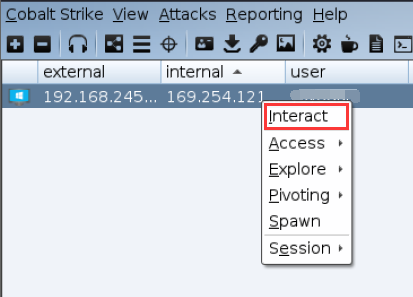 Cobalt Strike View Attacks Reporting Help
external internal user
192.168.245... 169.254.121
Interact
Access
Explore
Pivoting
Spawn
Session